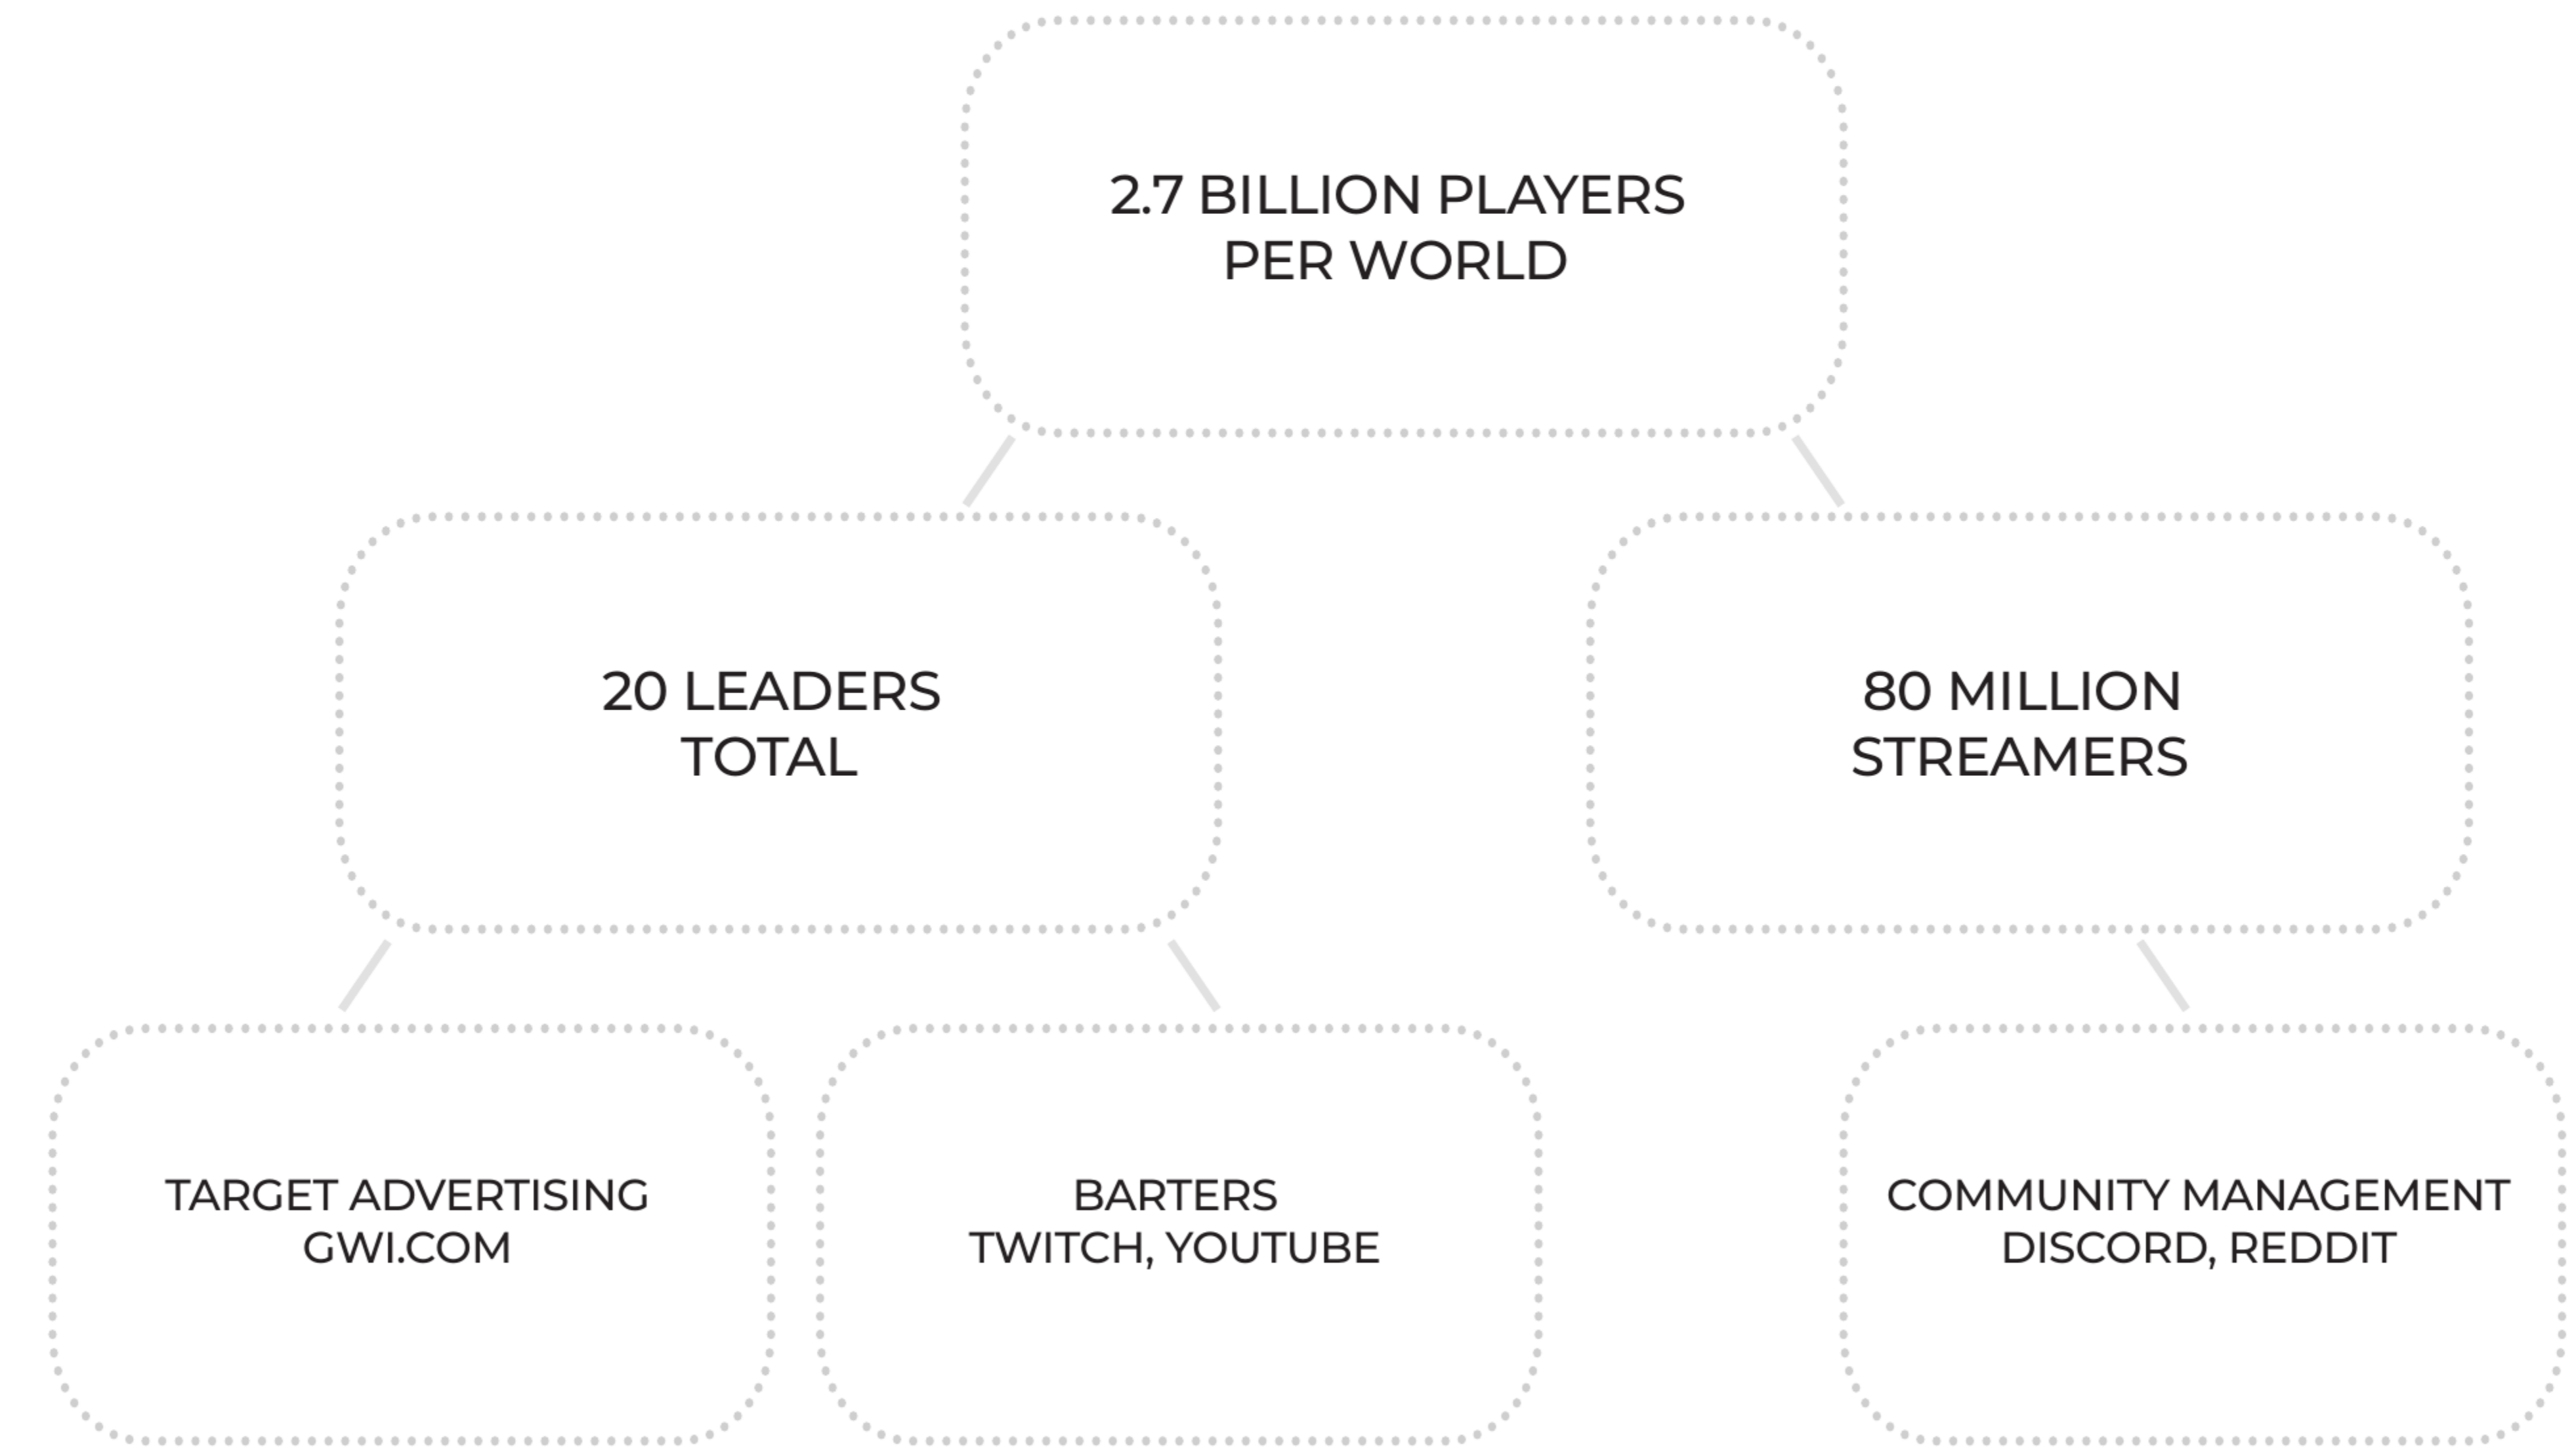 2.7 BILLION PLAYERS
PER WORLD
20 LEADERS
TOTAL
80 MILLION
STREAMERS
TARGET ADVERTISING
GWI.COM
BARTERS
TWITCH, YOUTUBE
COMMUNITY MANAGEMENT
DISCORD, REDDIT